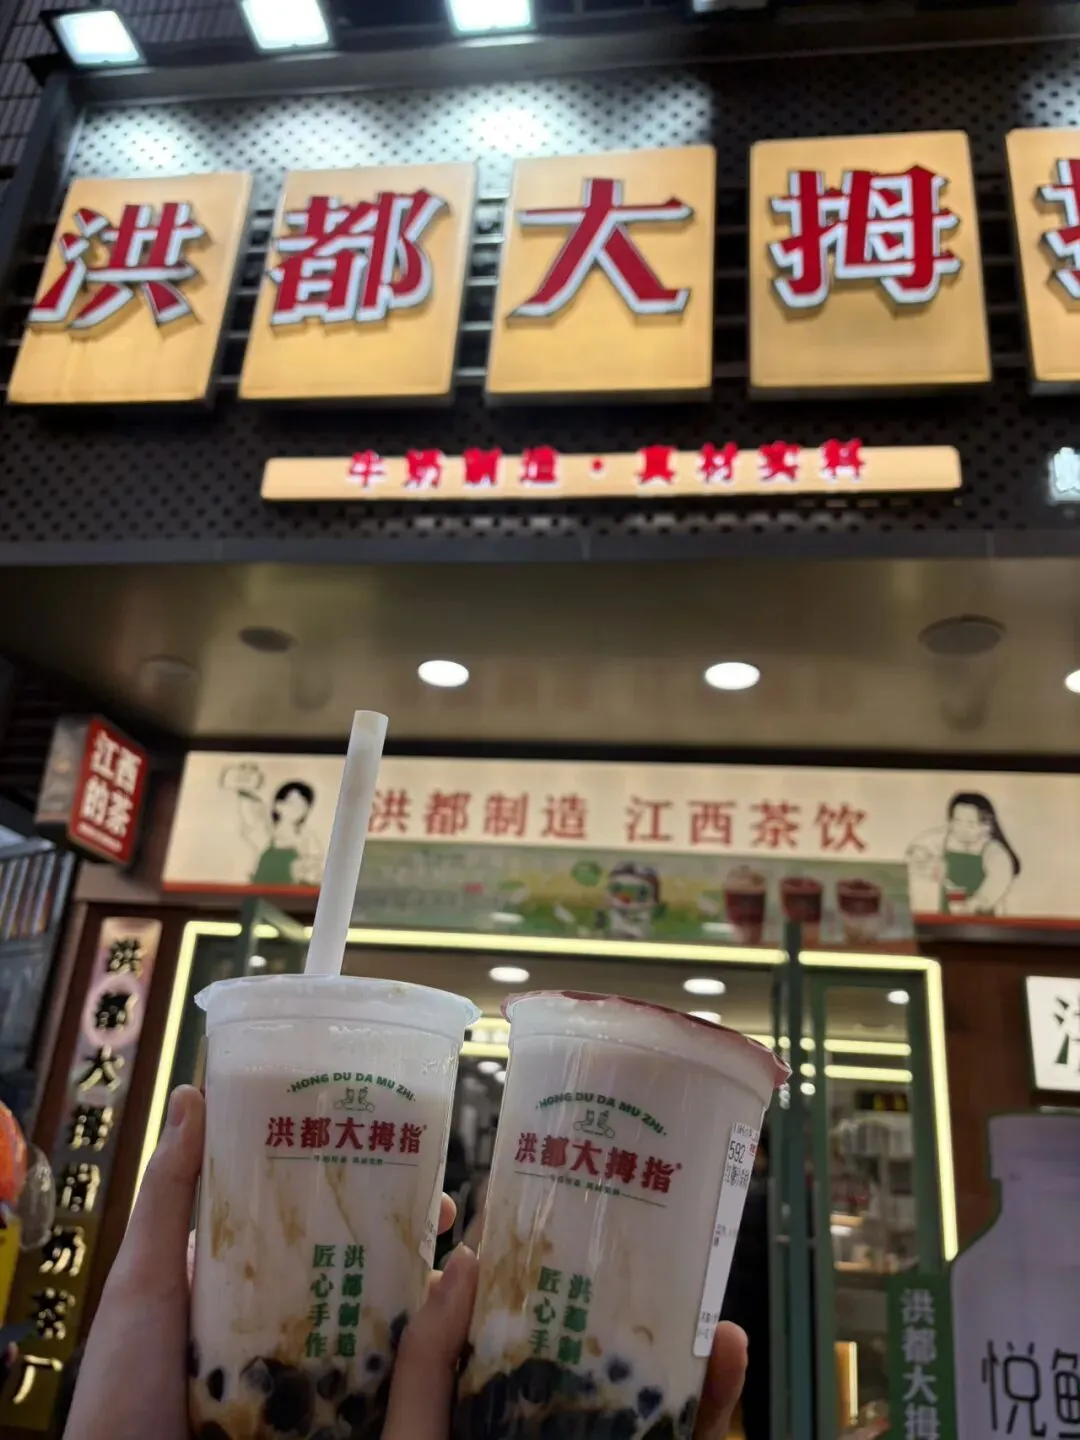 洪都大拇
牛奶制造·真材实料
江西
的茶
洪都制造 江西茶饮
洪都大拇指奶茶厂
·HONG DU DA MU ZHI·
洪都大拇指
洪都制造
匠心手作
·HONG DU DA MU ZHI·
洪都大拇指
洪都制
匠心手
592
洪都大拇
悦鲜